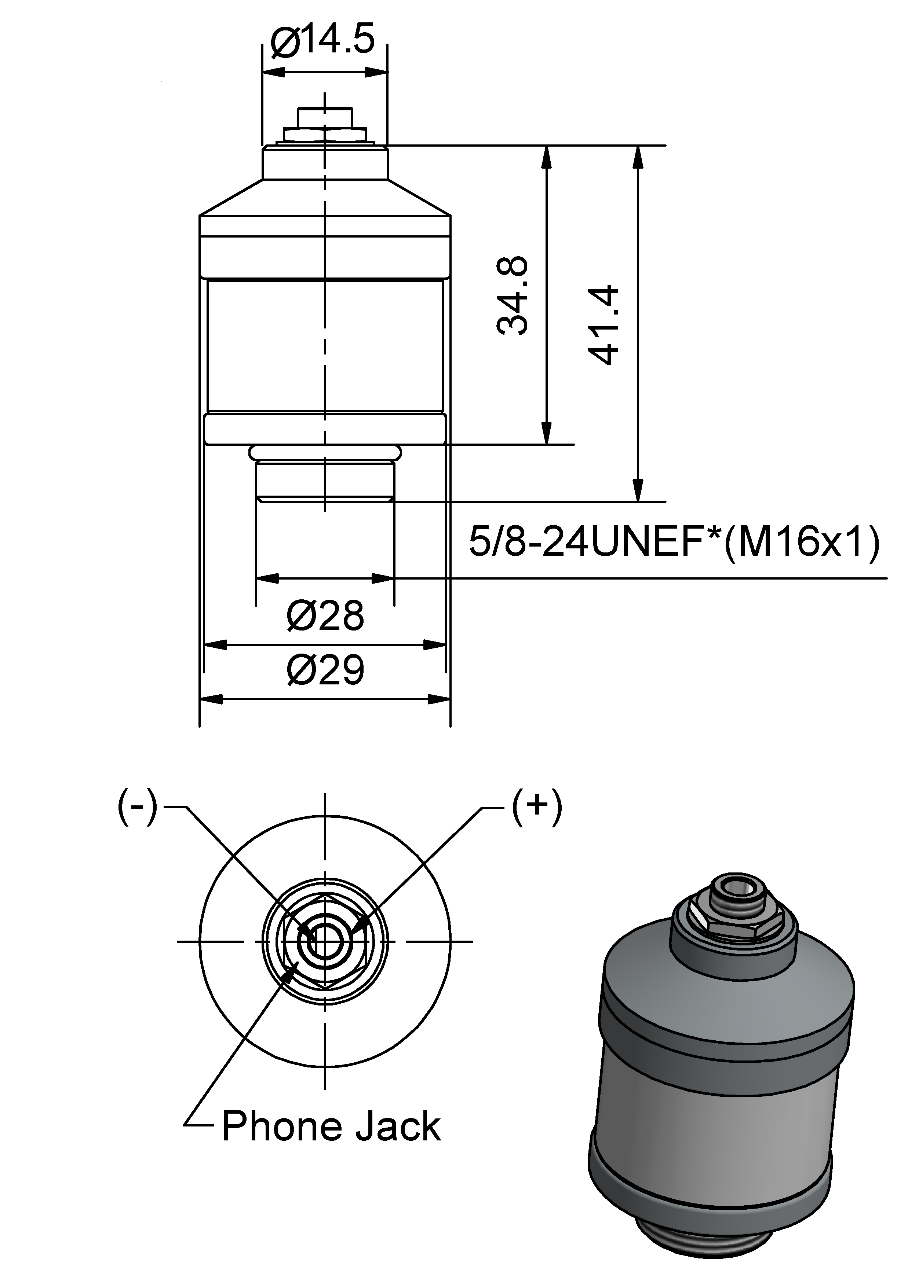 Ø14.5
34.8
41.4
5/8-24UNEF*(M16x1)
Ø28
Ø29
(-)
(+)
Phone Jack